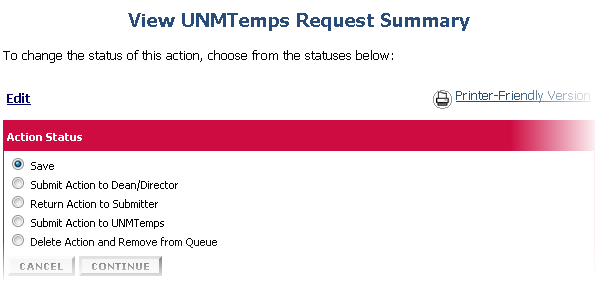 View UNMTemps Request Summary
To change the status of this action, choose from the statuses below:
Edit
Printer-Friendly Version
Action Status
Save
Submit Action to Dean/Director
Return Action to Submitter
Submit Action to UNMTemps
Delete Action and Remove from Queue
CANCEL CONTINUE